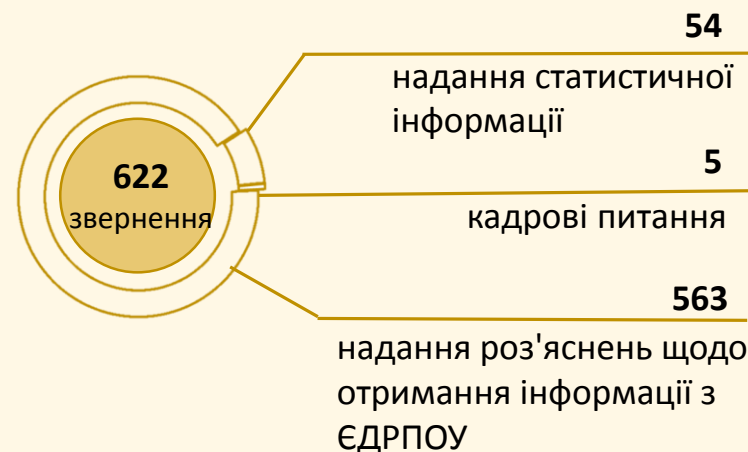 622
звернення
54
надання статистичної
інформації
5
кадрові питання
563
надання роз'яснень щодо
отримання інформації з
ЄДРПОУ